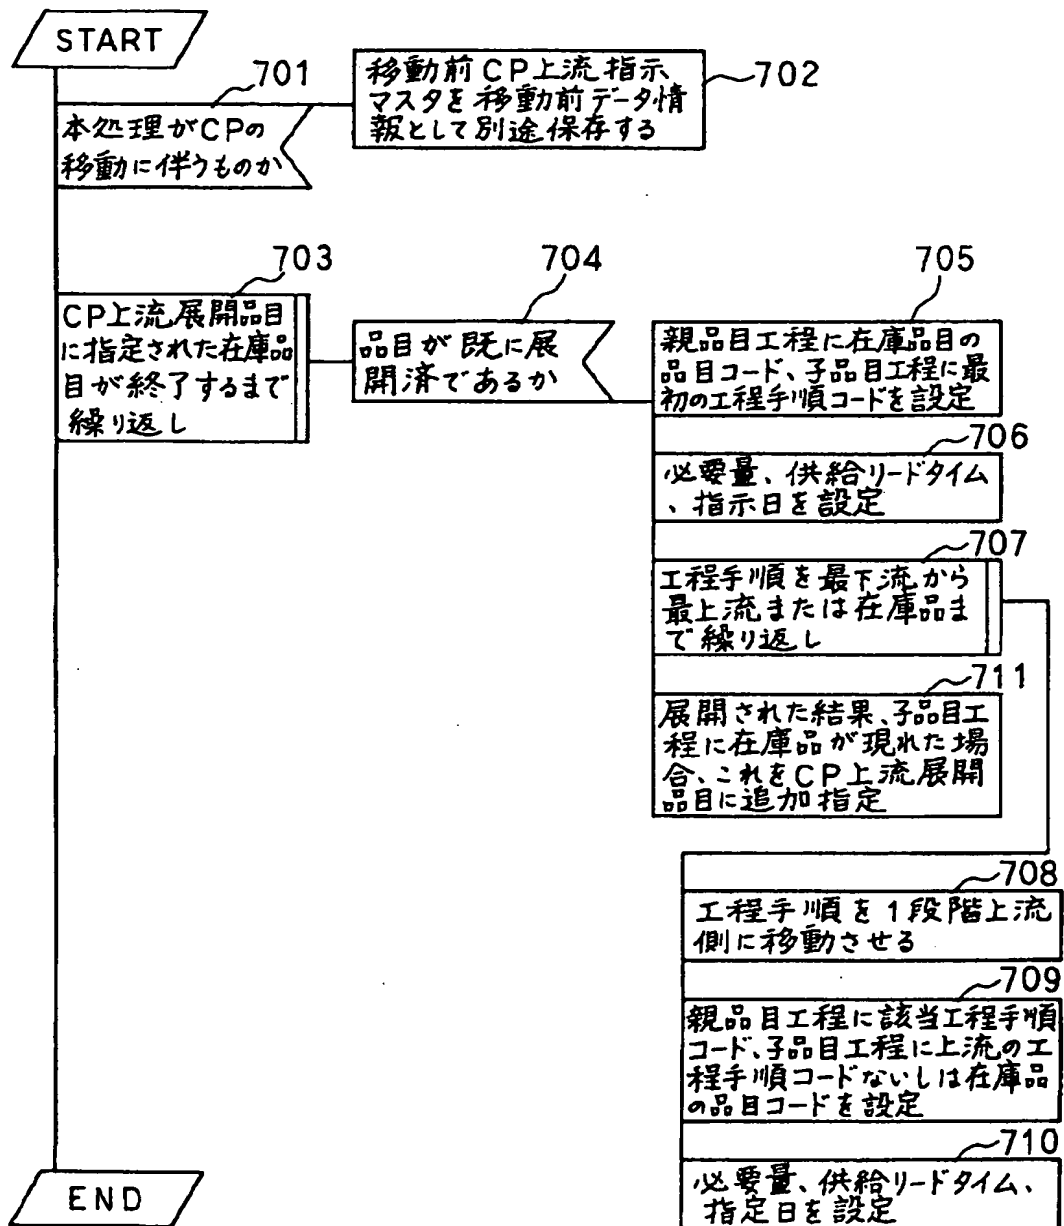 START
701
本処理がCPの
移動に伴うものか
702
移動前CP上流指示
マスタを移動前データ情
報として別途保存する
703
CP上流展開品目
に指定された在庫品
目が終了するまで
繰り返し
704
品目が既に展
開済であるか
705
親品目工程に在庫品目の
品目コード、子品目工程に最
初の工程手順コードを設定
706
必要量、供給リードタイム
、指示日を設定
707
工程手順を最下流から
最上流または在庫品ま
で繰り返し
711
展開された結果、子品目工
程に在庫品が現れた場
合、これをCP上流展開
品目に追加指定
708
工程手順を1段階上流
側に移動させる
709
親品目工程に該当工程手順
コード、子品目工程に上流の工
程手順コードないしは在庫品
の品目コードを設定
710
必要量、供給リードタイム、
指定日を設定
END